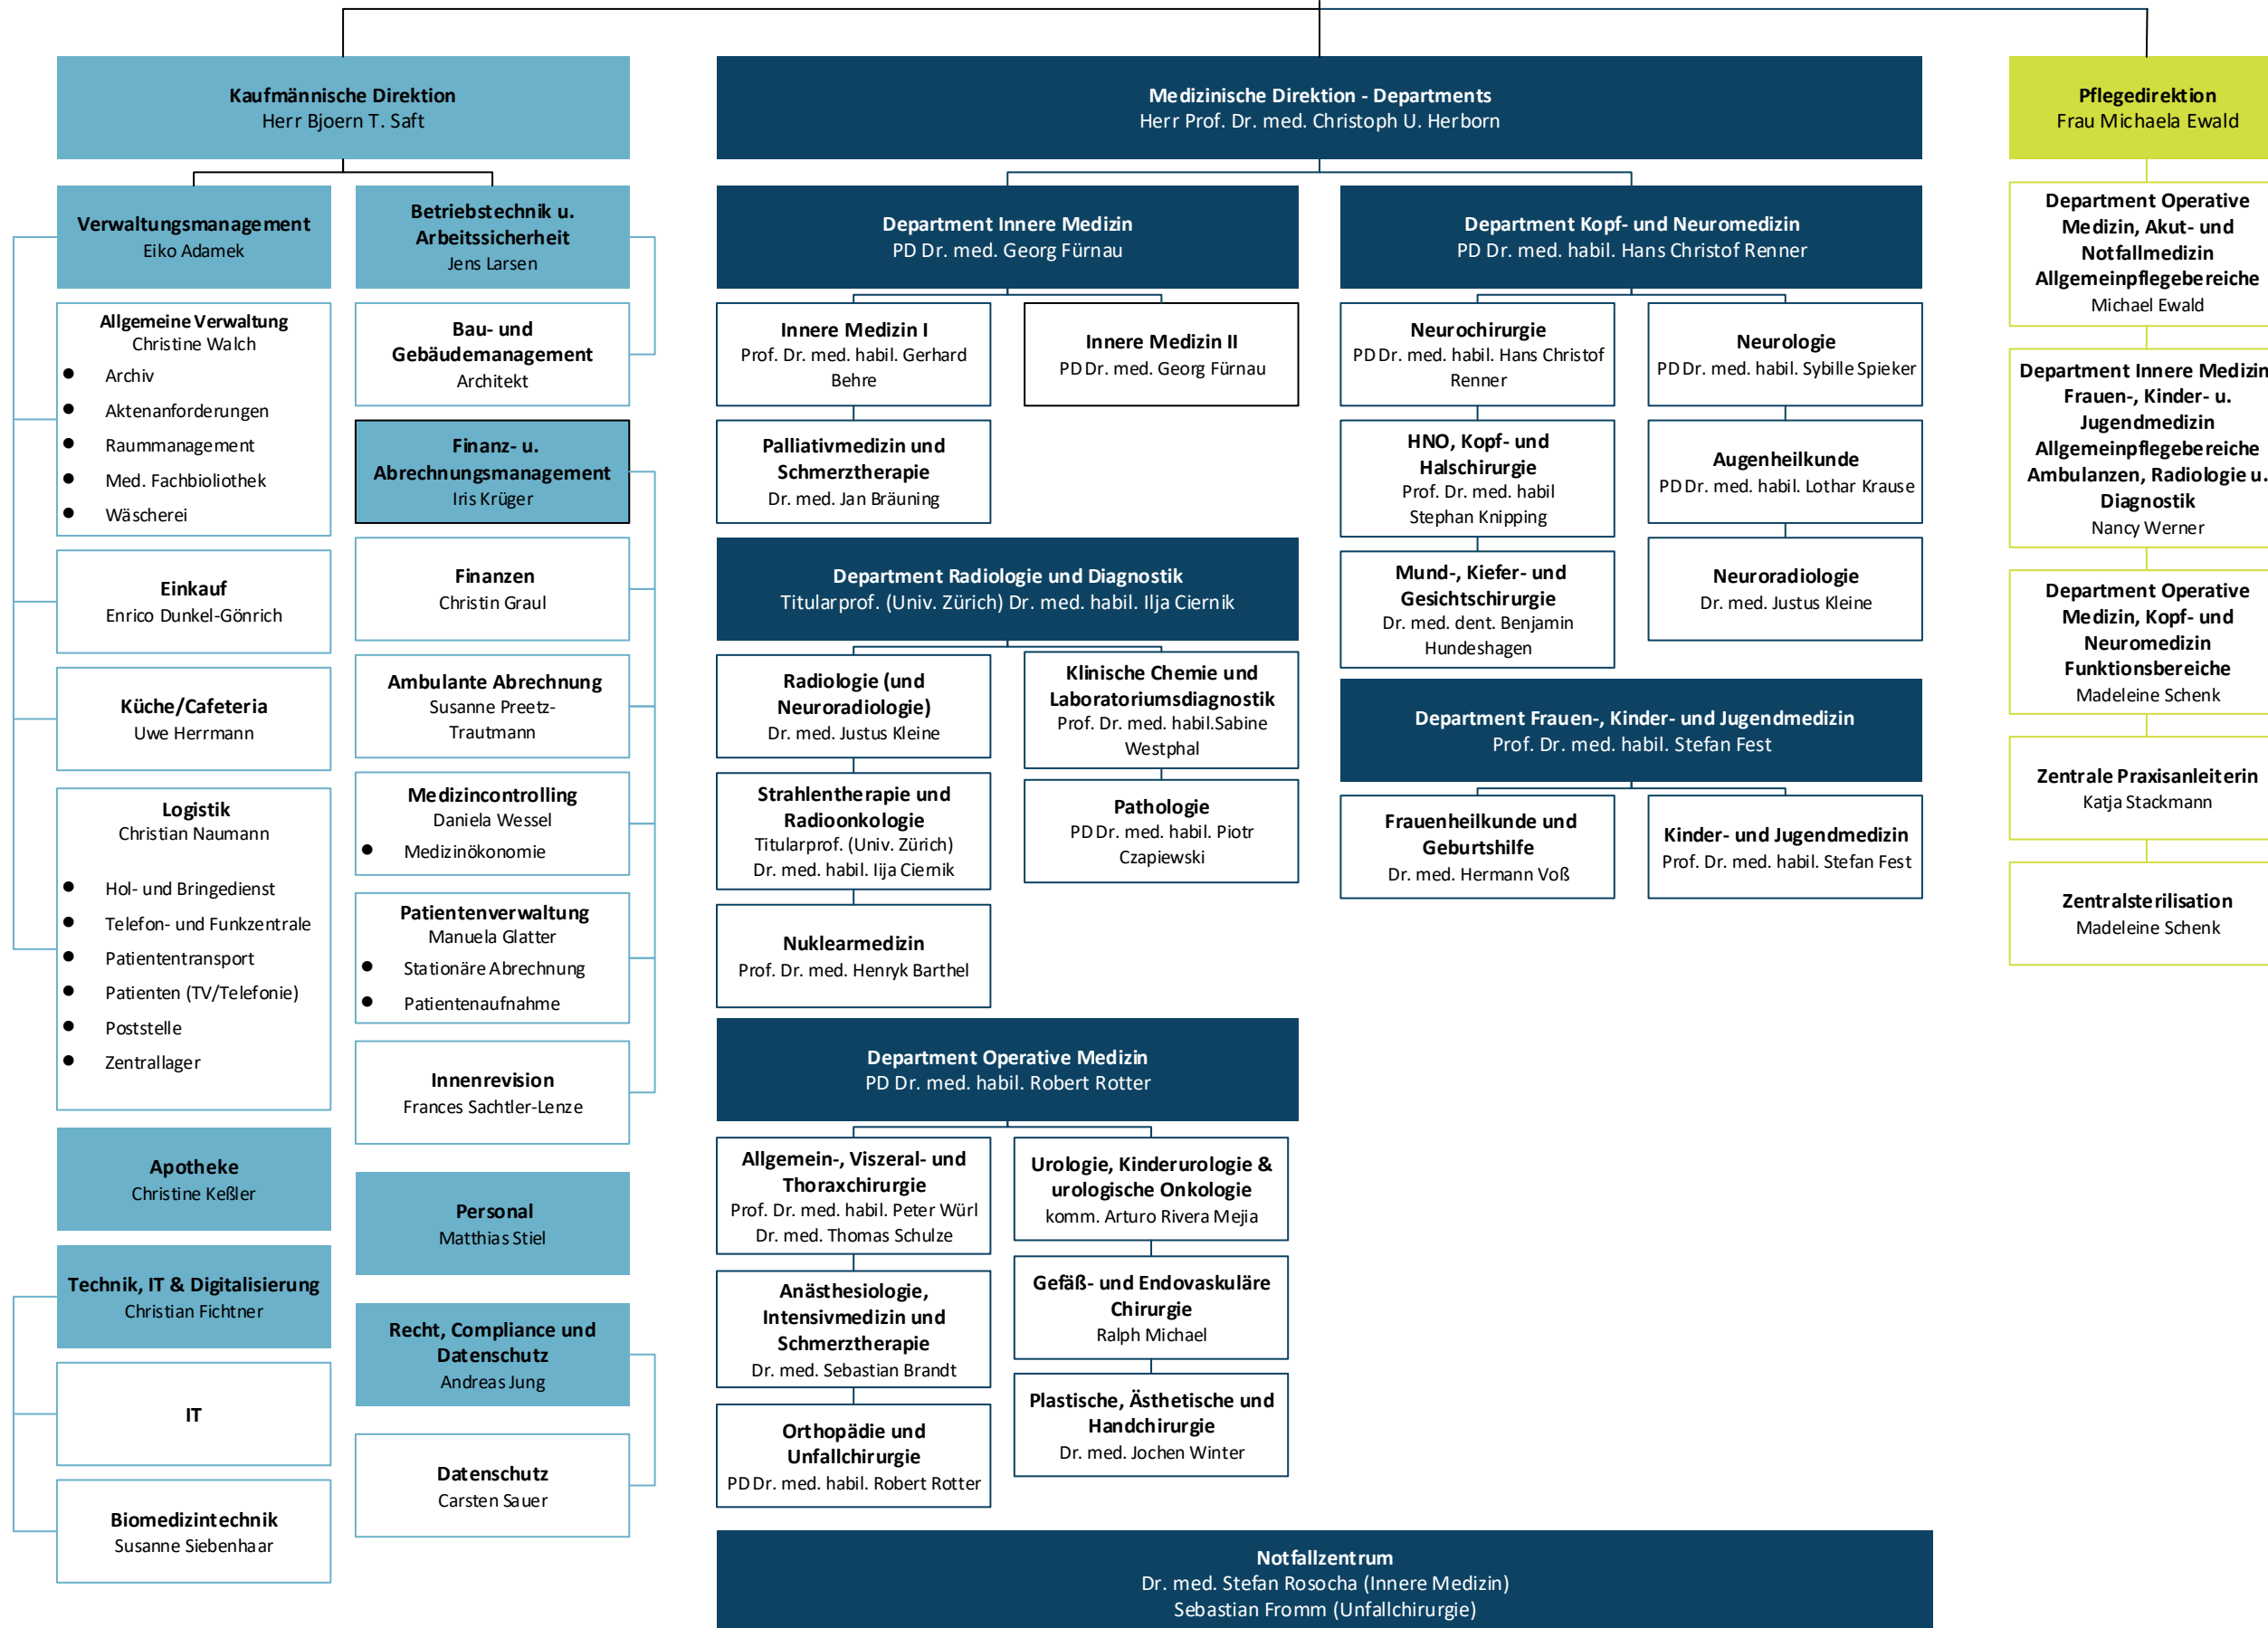 Kaufmännische Direktion
Herr Bjoern T. Saft
Verwaltungsmanagement
Eiko Adamek
Allgemeine Verwaltung
Christine Walch
● Archiv
● Aktenanforderungen
● Raummanagement
● Med. Fachbioliothek
● Wäscherei
Einkauf
Enrico Dunkel-Gönrich
Küche/Cafeteria
Uwe Herrmann
Logistik
Christian Naumann
● Hol- und Bringedienst
● Telefon- und Funkzentrale
● Patiententransport
● Patienten (TV/Telefonie)
● Poststelle
● Zentrallager
Apotheke
Christine Keßler
Technik, IT & Digitalisierung
Christian Fichtner
IT
Biomedizintechnik
Susanne Siebenhaar
Betriebstechnik u.
Arbeitssicherheit
Jens Larsen
Bau- und
Gebäudemanagement
Architekt
Finanz- u.
Abrechnungsmanagement
Iris Krüger
Finanzen
Christin Graul
Ambulante Abrechnung
Susanne Preetz-
Trautmann
Medizincontrolling
Daniela Wessel
● Medizinökonomie
Patientenverwaltung
Manuela Glatter
● Stationäre Abrechnung
● Patientenaufnahme
Innenrevision
Frances Sachtler-Lenze
Personal
Matthias Stiel
Recht, Compliance und
Datenschutz
Andreas Jung
Datenschutz
Carsten Sauer
Medizinische Direktion - Departments
Herr Prof. Dr. med. Christoph U. Herborn
Department Innere Medizin
PD Dr. med. Georg Fürnau
Innere Medizin I
Prof. Dr. med. habil. Gerhard
Behre
Innere Medizin II
PD Dr. med. Georg Fürnau
Palliativmedizin und
Schmerztherapie
Dr. med. Jan Bräuning
Department Radiologie und Diagnostik
Titularprof. (Univ. Zürich) Dr. med. habil. Ilja Ciernik
Radiologie (und
Neuroradiologie)
Dr. med. Justus Kleine
Klinische Chemie und
Laboratoriumsdiagnostik
Prof. Dr. med. habil.Sabine
Westphal
Strahlentherapie und
Radioonkologie
Titularprof. (Univ. Zürich)
Dr. med. habil. Iija Ciernik
Pathologie
PD Dr. med. habil. Piotr
Czapiewski
Nuklearmedizin
Prof. Dr. med. Henryk Barthel
Department Operative Medizin
PD Dr. med. habil. Robert Rotter
Allgemein-, Viszeral- und
Thoraxchirurgie
Prof. Dr. med. habil. Peter Würl
Dr. med. Thomas Schulze
Urologie, Kinderurologie &
urologische Onkologie
komm. Arturo Rivera Mejia
Anästhesiologie,
Intensivmedizin und
Schmerztherapie
Dr. med. Sebastian Brandt
Gefäß- und Endovaskuläre
Chirurgie
Ralph Michael
Orthopädie und
Unfallchirurgie
PD Dr. med. habil. Robert Rotter
Plastische, Ästhetische und
Handchirurgie
Dr. med. Jochen Winter
Department Kopf- und Neuromedizin
PD Dr. med. habil. Hans Christof Renner
Neurochirurgie
PD Dr. med. habil. Hans Christof
Renner
Neurologie
PD Dr. med. habil. Sybille Spieker
HNO, Kopf- und
Halschirurgie
Prof. Dr. med. habil
Stephan Knipping
Augenheilkunde
PD Dr. med. habil. Lothar Krause
Mund-, Kiefer- und
Gesichtschirurgie
Dr. med. dent. Benjamin
Hundeshagen
Neuroradiologie
Dr. med. Justus Kleine
Department Frauen-, Kinder- und Jugendmedizin
Prof. Dr. med. habil. Stefan Fest
Frauenheilkunde und
Geburtshilfe
Dr. med. Hermann Voß
Kinder- und Jugendmedizin
Prof. Dr. med. habil. Stefan Fest
Notfallzentrum
Dr. med. Stefan Rosocha (Innere Medizin)
Sebastian Fromm (Unfallchirurgie)
Pflegedirektion
Frau Michaela Ewald
Department Operative
Medizin, Akut- und
Notfallmedizin
Allgemeinpflegebereiche
Michael Ewald
Department Innere Medizin
Frauen-, Kinder- u.
Jugendmedizin
Allgemeinpflegebereiche
Ambulanzen, Radiologie u.
Diagnostik
Nancy Werner
Department Operative
Medizin, Kopf- und
Neuromedizin
Funktionsbereiche
Madeleine Schenk
Zentrale Praxisanleiterin
Katja Stackmann
Zentralsterilisation
Madeleine Schenk